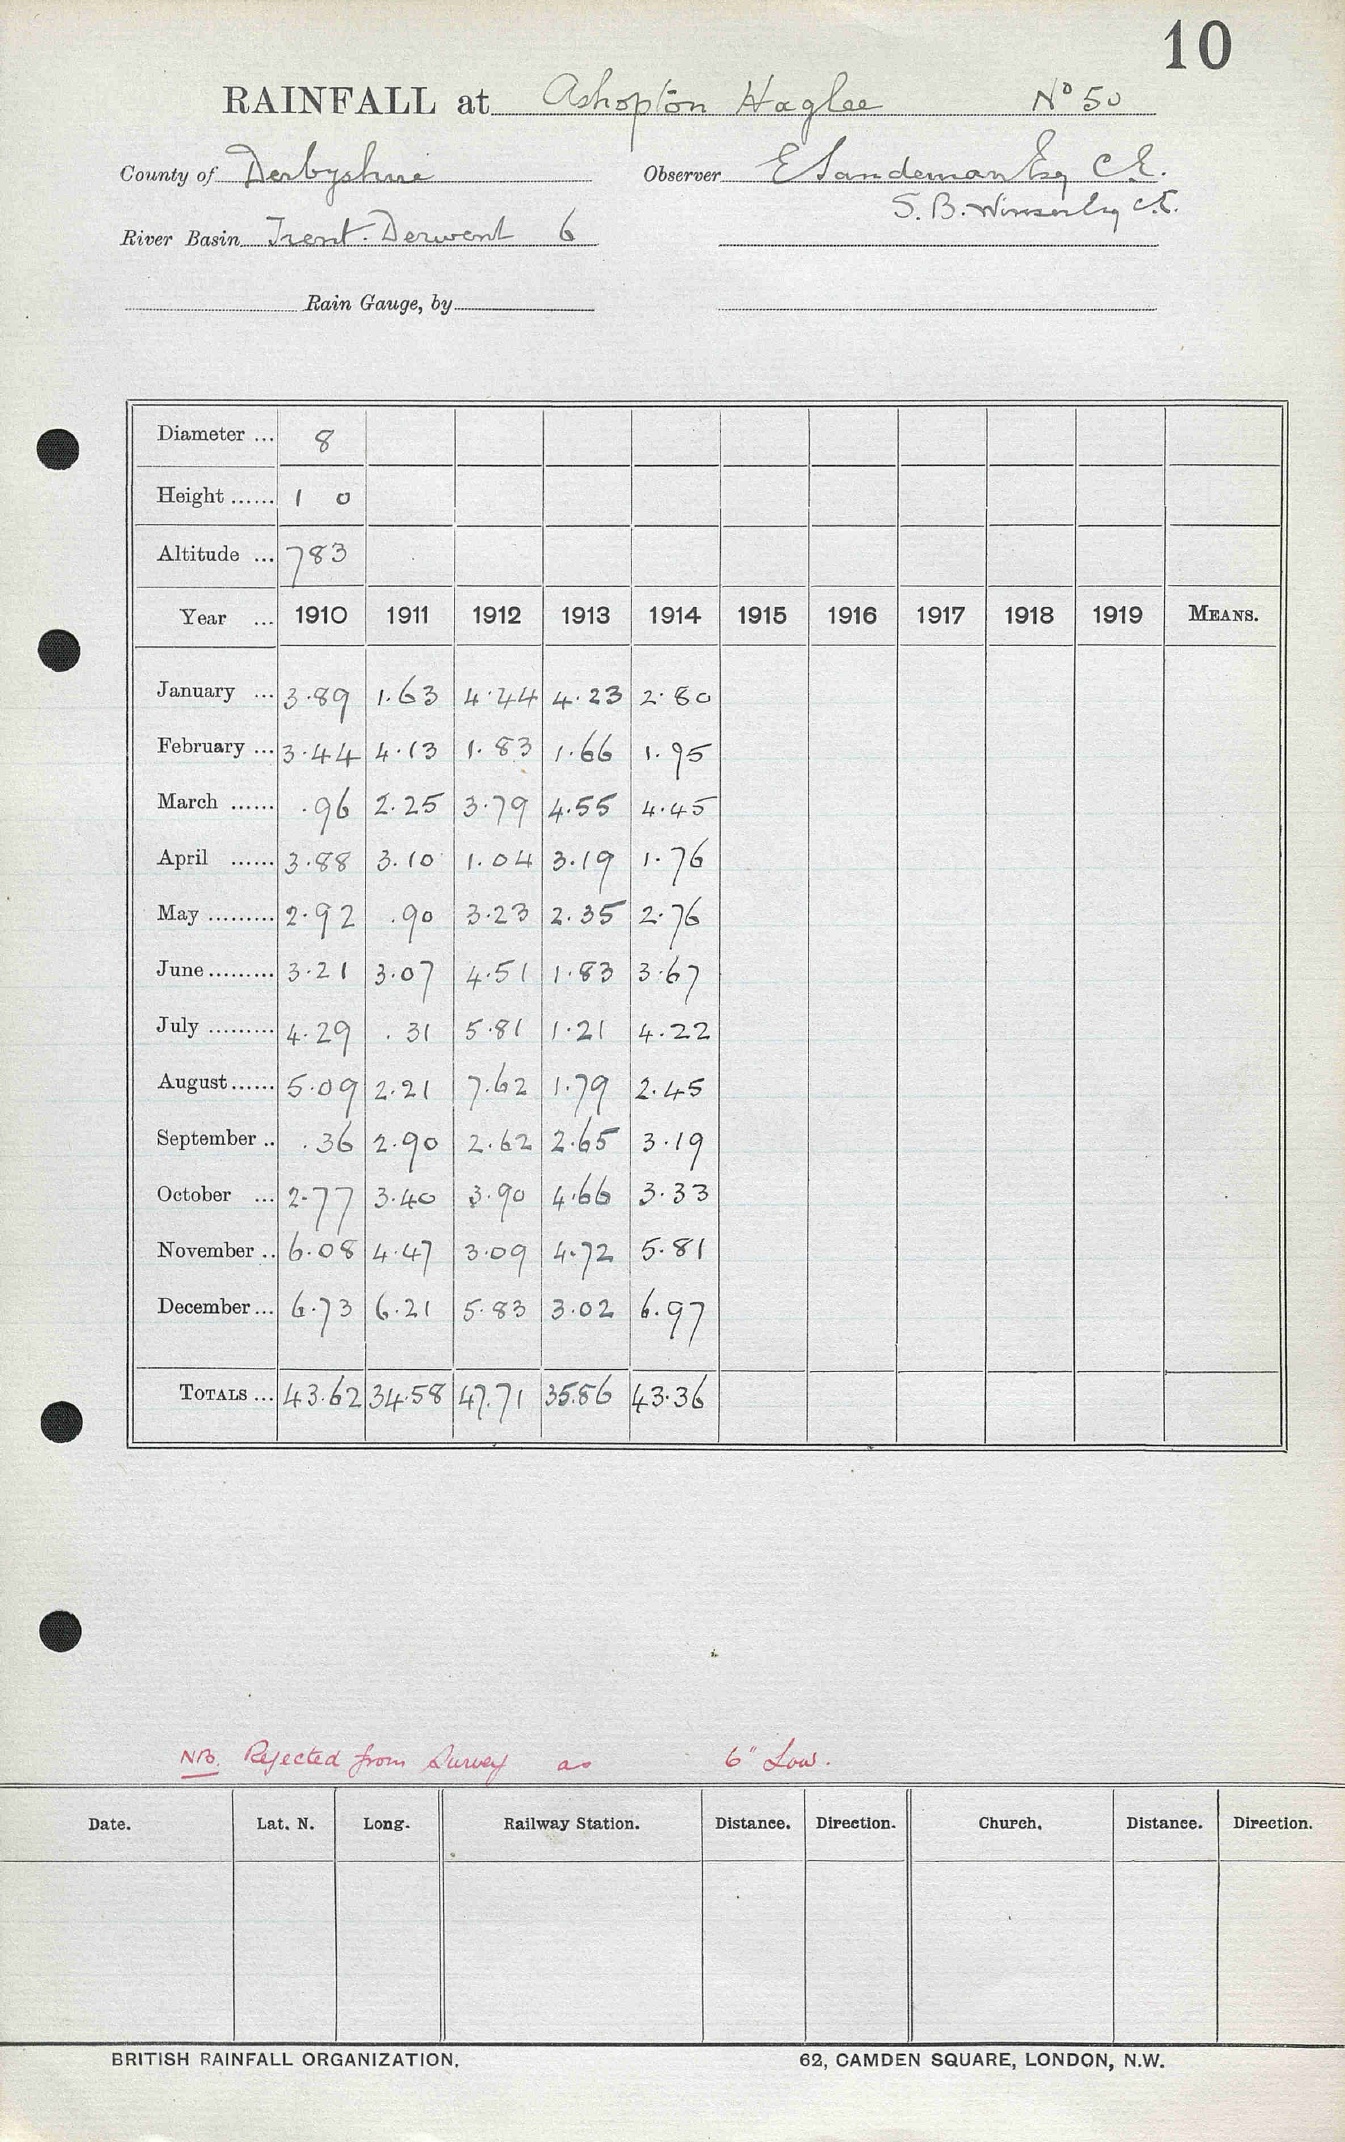 10
RAINFALL at Ashopton Haglee No 50
County of Derbyshire Observer E Sandeman Esq C.E.
S. B. Winser Esq C.E.
River Basin Trent. Derwent 6
Rain Gauge, by
Diameter ... 8
Height ...... 1 0
Altitude ... 783
Year ... 1910 1911 1912 1913 1914 1915 1916 1917 1918 1919 MEANS.
January ... 3.89 1.63 4.44 4.23 2.80
February ... 3.44 4.13 1.83 1.66 1.95
March ...... .96 2.25 3.79 4.55 4.45
April ...... 3.88 3.10 1.04 3.19 1.76
May ......... 2.92 .90 3.23 2.35 2.76
June ......... 3.21 3.07 4.51 1.83 3.67
July ......... 4.29 .31 5.81 1.21 4.22
August ...... 5.09 2.21 7.62 1.79 2.45
September .. .36 2.90 2.62 2.65 3.19
October ... 2.77 3.40 3.90 4.66 3.33
November .. 6.08 4.47 3.09 4.72 5.81
December ... 6.73 6.21 5.83 3.02 6.97
TOTALS ... 43.62 34.58 47.71 35.86 43.36
NB. Rejected from Survey as 6" Low.
Date. Lat. N. Long. Railway Station. Distance. Direction. Church. Distance. Direction.
BRITISH RAINFALL ORGANIZATION. 62, CAMDEN SQUARE, LONDON, N.W.